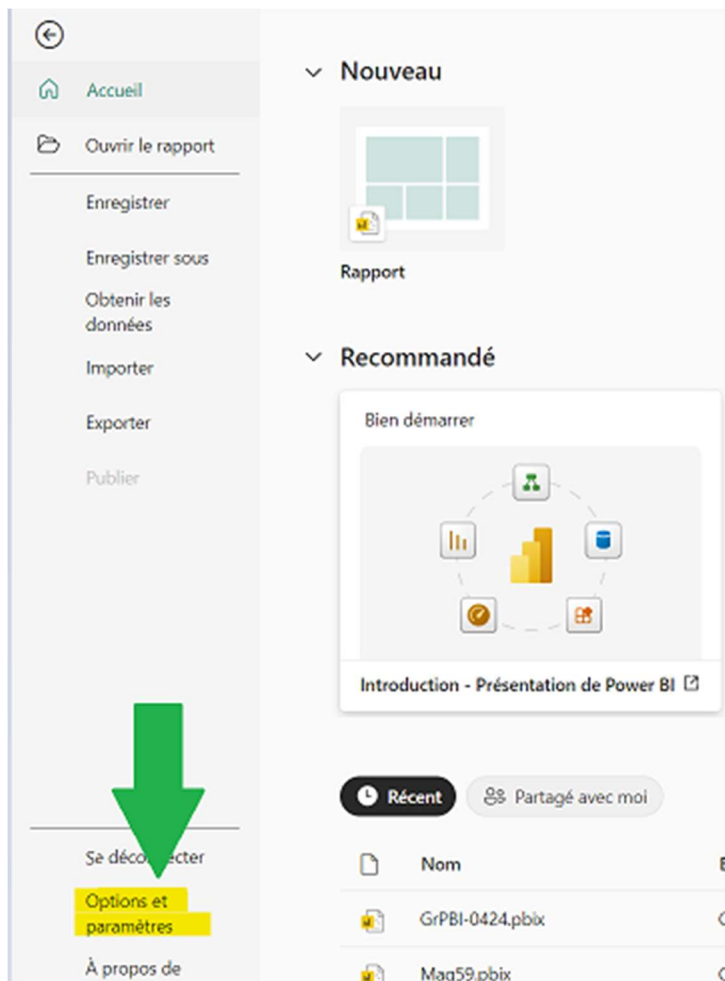 Accueil
Ouvrir le rapport
Enregistrer
Enregistrer sous
Obtenir les
données
Importer
Exporter
Publier
Se déconnecter
Options et
paramètres
À propos de
Nouveau
Rapport
Recommandé
Bien démarrer
Introduction - Présentation de Power BI
Récent
Partagé avec moi
Nom
GrPBI-0424.pbix
Mag59.pbix